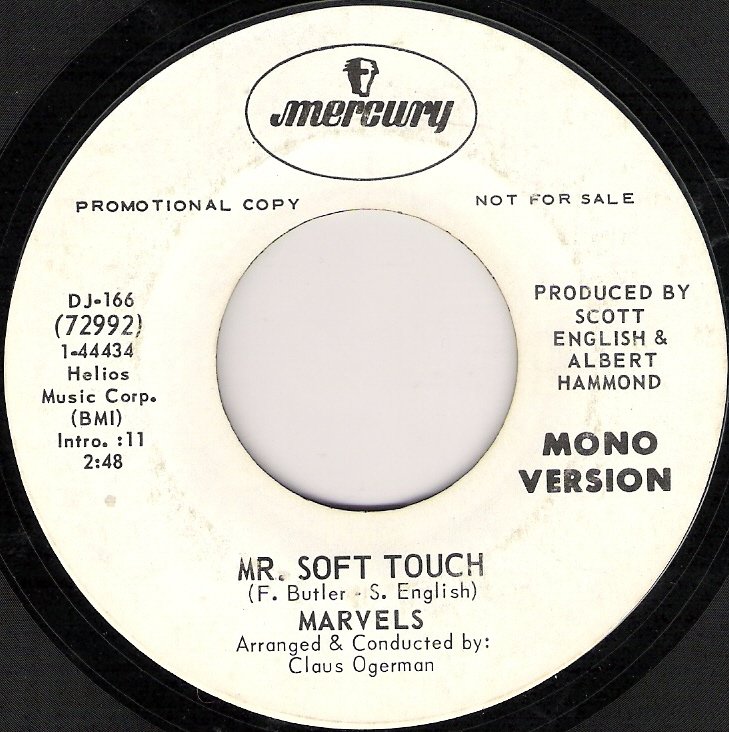 mercury
PROMOTIONAL COPY
NOT FOR SALE
DJ-166
(72992)
1-44434
Helios
Music Corp.
(BMI)
Intro. :11
2:48
PRODUCED BY
SCOTT
ENGLISH &
ALBERT
HAMMOND
MONO
VERSION
MR. SOFT TOUCH
(F. Butler - S. English)
MARVELS
Arranged & Conducted by:
Claus Ogerman